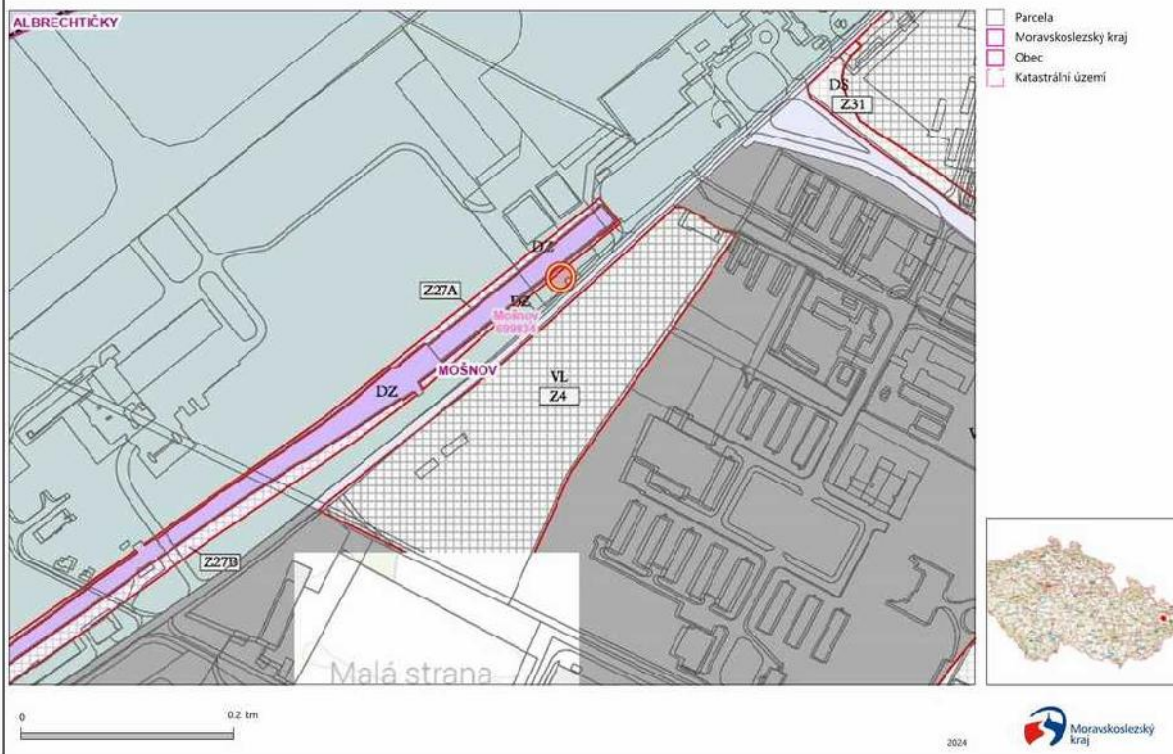 ALBRECHTIČKY
DS
Z31
DZ
Z27A
DZ
Mošnov
699934
MOŠNOV
VL
Z4
DZ
Z27B
Malá strana
Parcela
Moravskoslezský kraj
Obec
Katastrální území
0
0.2 tm
2024
Moravskoslezský
kraj